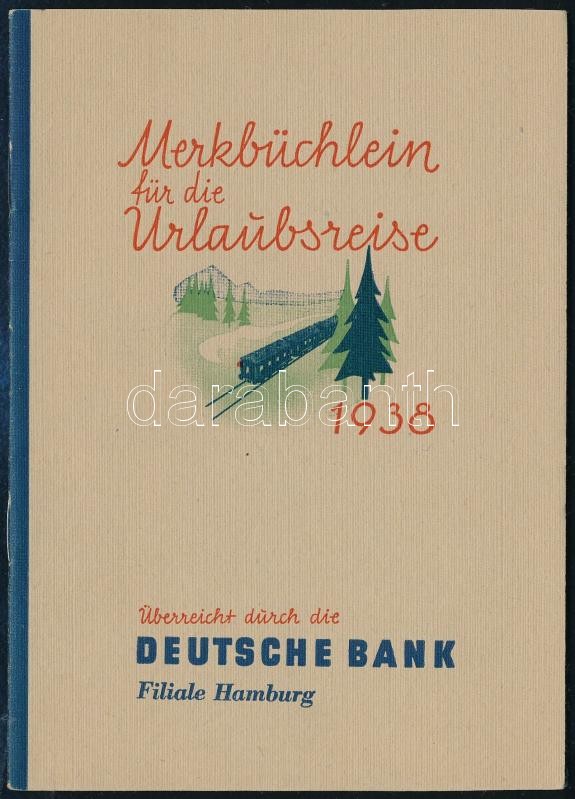 Merkbüchlein
für die
Urlaubsreise
darabanth
1938
Überreicht durch die
DEUTSCHE BANK
Filiale Hamburg